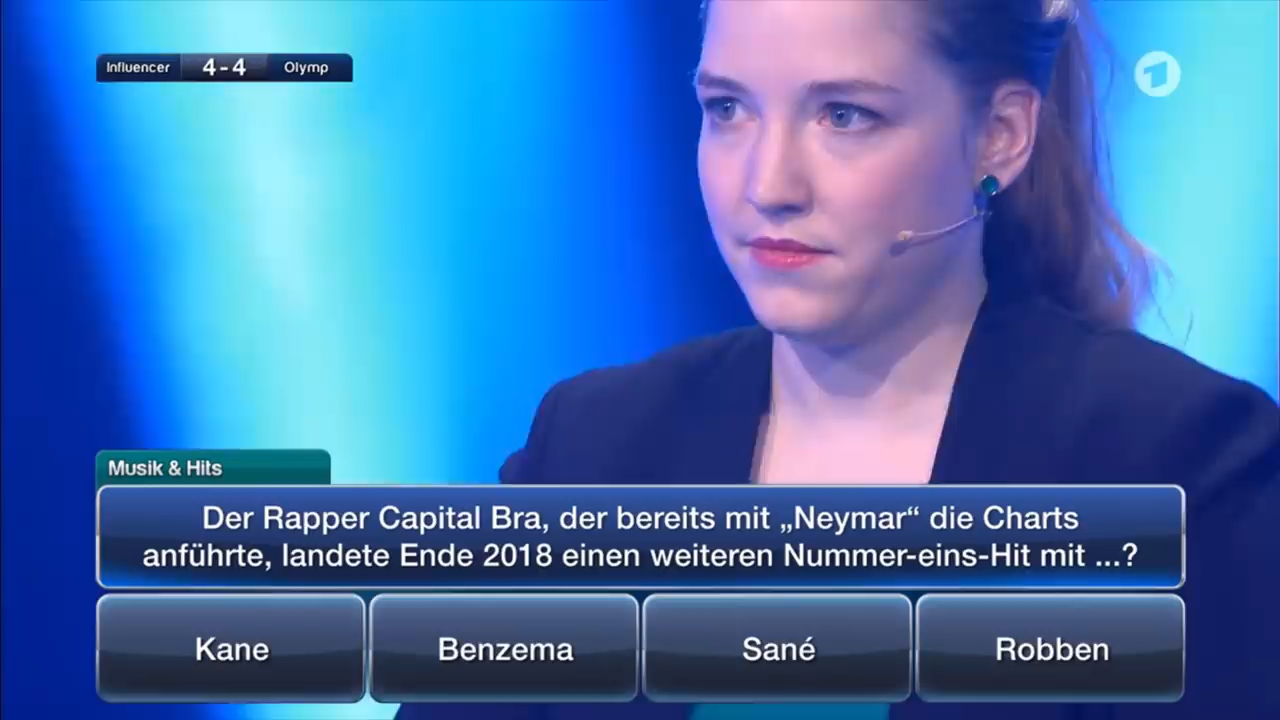 Influencer 4-4 Olymp
1
Musik & Hits
Der Rapper Capital Bra, der bereits mit „Neymar“ die Charts
anführte, landete Ende 2018 einen weiteren Nummer-eins-Hit mit ...?
Kane Benzema Sané Robben